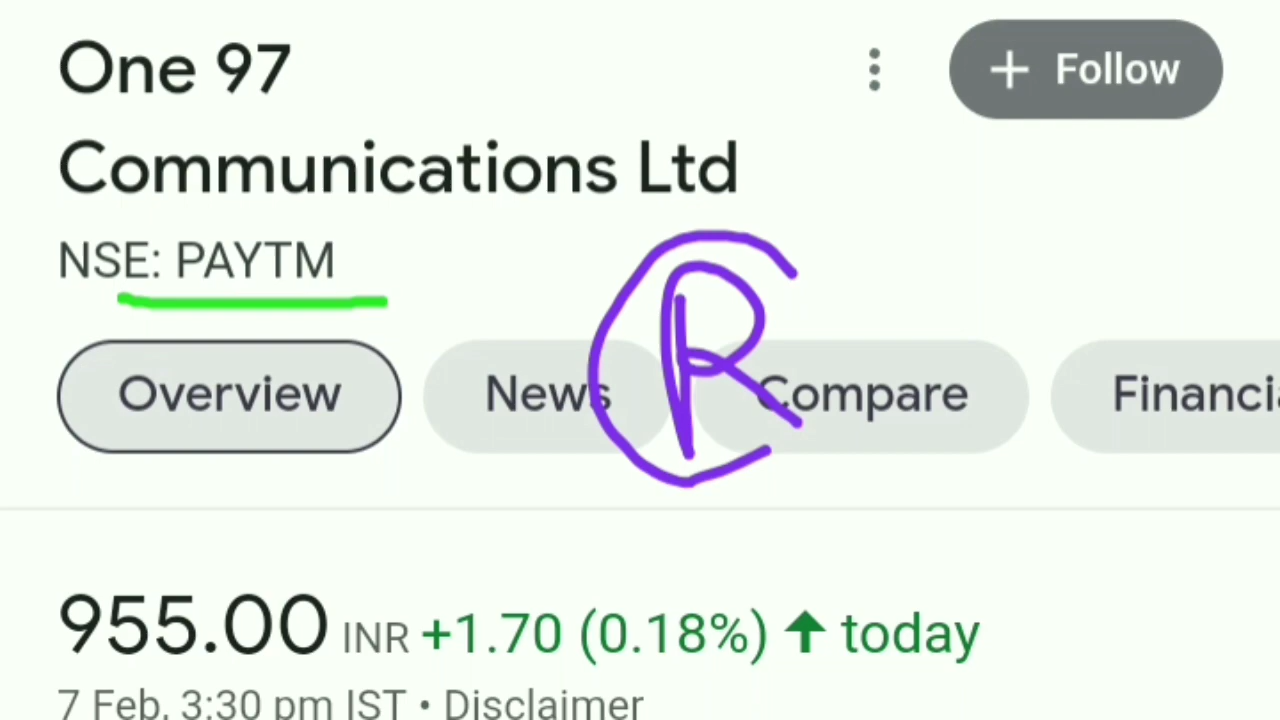 One 97
+ Follow
Communications Ltd
NSE: PAYTM
R
Overview News Compare Financia
955.00 INR +1.70 (0.18%) ↑ today
7 Feb, 3:30 pm IST • Disclaimer